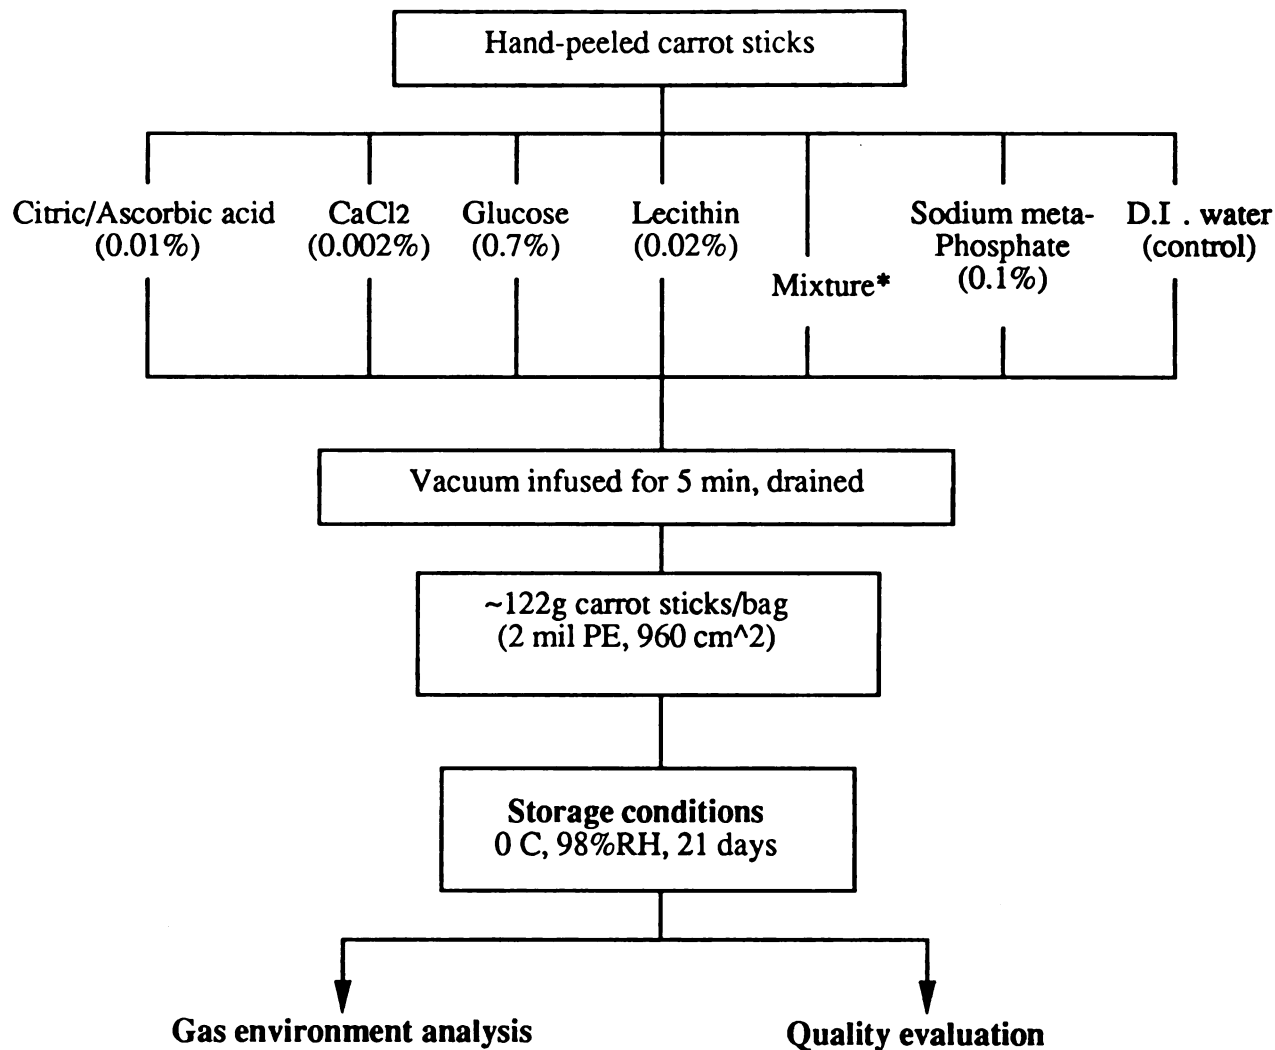 Hand-peeled carrot sticks
Citric/Ascorbic acid
(0.01%)
CaCl2
(0.002%)
Glucose
(0.7%)
Lecithin
(0.02%)
Mixture*
Sodium meta-
Phosphate
(0.1%)
D.I . water
(control)
Vacuum infused for 5 min, drained
~122g carrot sticks/bag
(2 mil PE, 960 cm^2)
Storage conditions
0 C, 98%RH, 21 days
Gas environment analysis
Quality evaluation